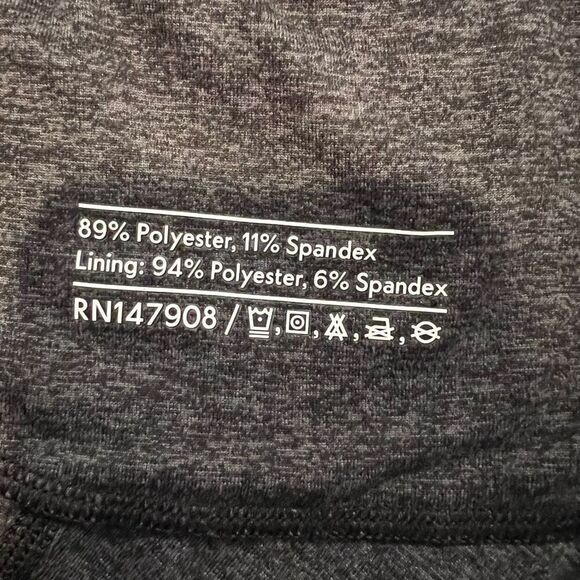 89% Polyester, 11% Spandex
Lining: 94% Polyester, 6% Spandex
RN147908 /